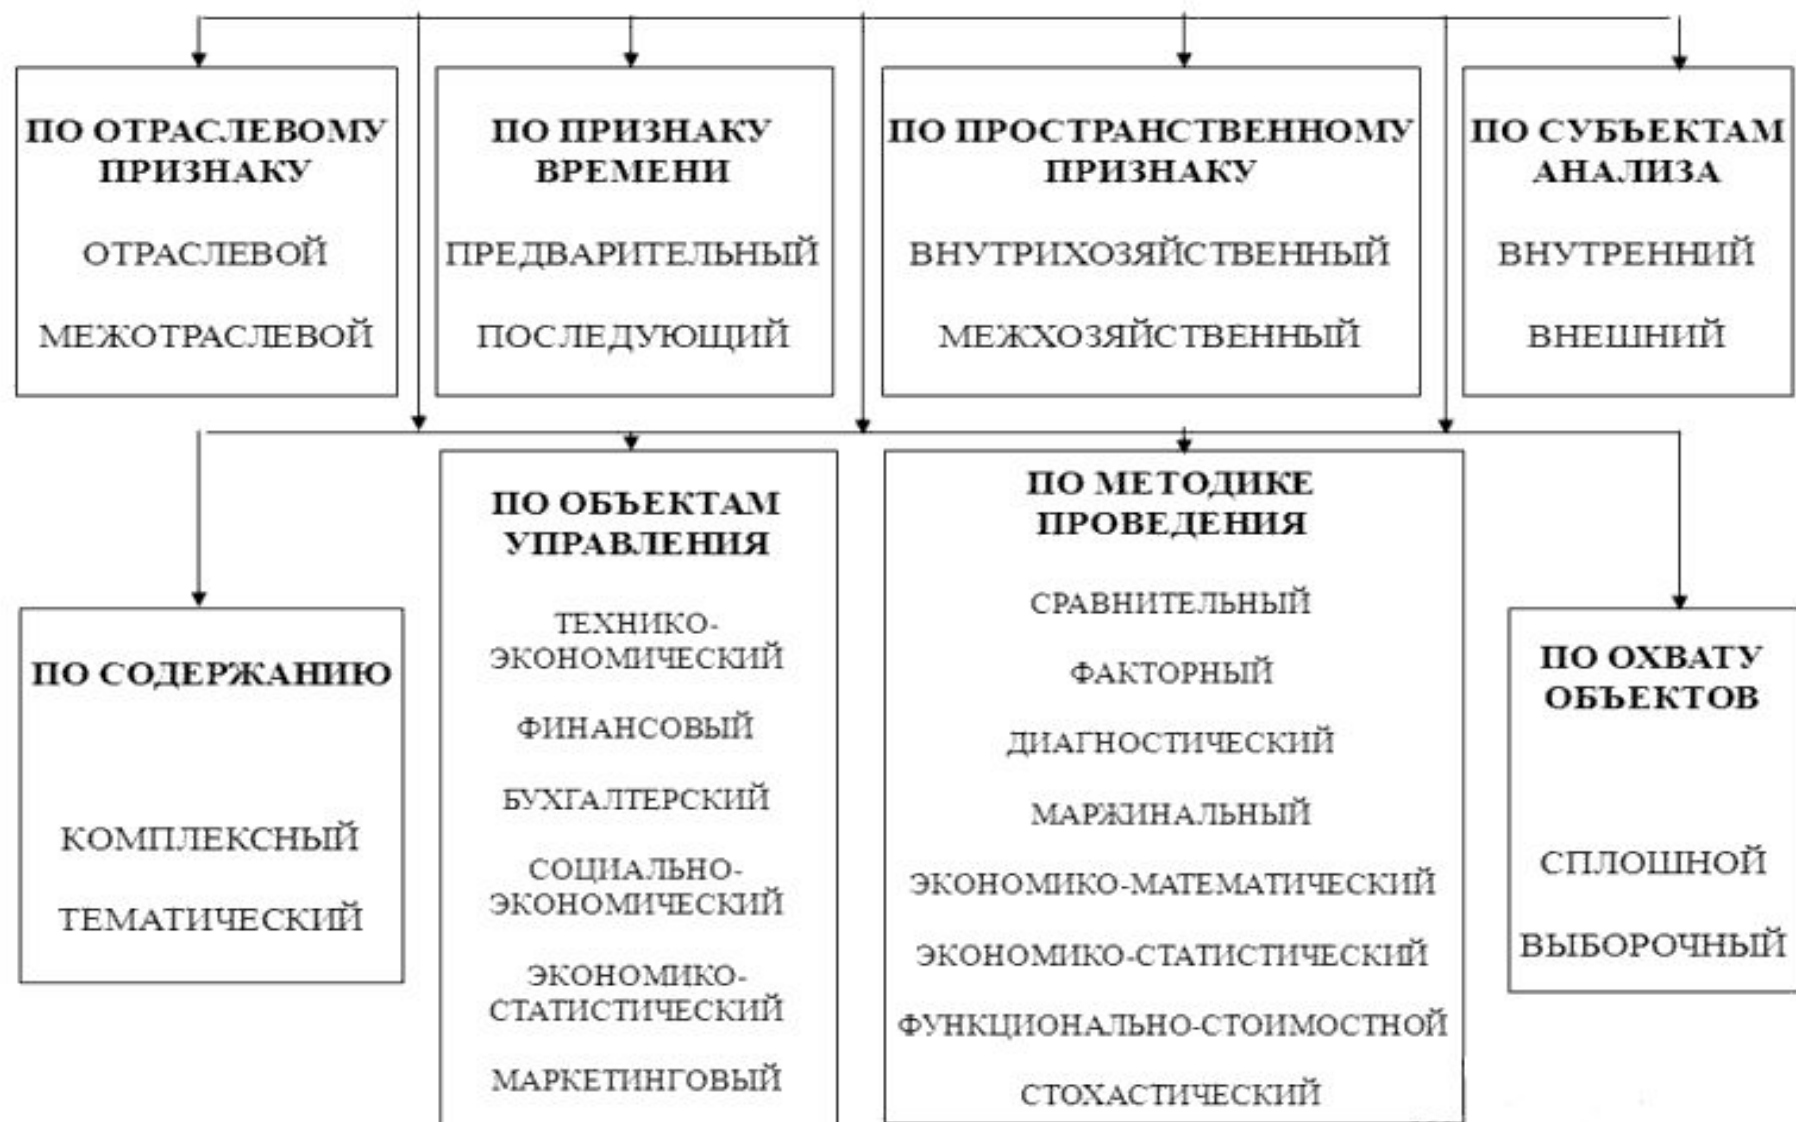 ПО ОТРАСЛЕВОМУ
ПРИЗНАКУ
ОТРАСЛЕВОЙ
МЕЖОТРАСЛЕВОЙ
ПО ПРИЗНАКУ
ВРЕМЕНИ
ПРЕДВАРИТЕЛЬНЫЙ
ПОСЛЕДУЮЩИЙ
ПО ПРОСТРАНСТВЕННОМУ
ПРИЗНАКУ
ВНУТРИХОЗЯЙСТВЕННЫЙ
МЕЖХОЗЯЙСТВЕННЫЙ
ПО СУБЪЕКТАМ
АНАЛИЗА
ВНУТРЕННИЙ
ВНЕШНИЙ
ПО СОДЕРЖАНИЮ
КОМПЛЕКСНЫЙ
ТЕМАТИЧЕСКИЙ
ПО ОБЪЕКТАМ
УПРАВЛЕНИЯ
ТЕХНИКО-
ЭКОНОМИЧЕСКИЙ
ФИНАНСОВЫЙ
БУХГАЛТЕРСКИЙ
СОЦИАЛЬНО-
ЭКОНОМИЧЕСКИЙ
ЭКОНОМИКО-
СТАТИСТИЧЕСКИЙ
МАРКЕТИНГОВЫЙ
ПО МЕТОДИКЕ
ПРОВЕДЕНИЯ
СРАВНИТЕЛЬНЫЙ
ФАКТОРНЫЙ
ДИАГНОСТИЧЕСКИЙ
МАРЖИНАЛЬНЫЙ
ЭКОНОМИКО-МАТЕМАТИЧЕСКИЙ
ЭКОНОМИКО-СТАТИСТИЧЕСКИЙ
ФУНКЦИОНАЛЬНО-СТОИМОСТНОЙ
СТОХАСТИЧЕСКИЙ
ПО ОХВАТУ
ОБЪЕКТОВ
СПЛОШНОЙ
ВЫБОРОЧНЫЙ